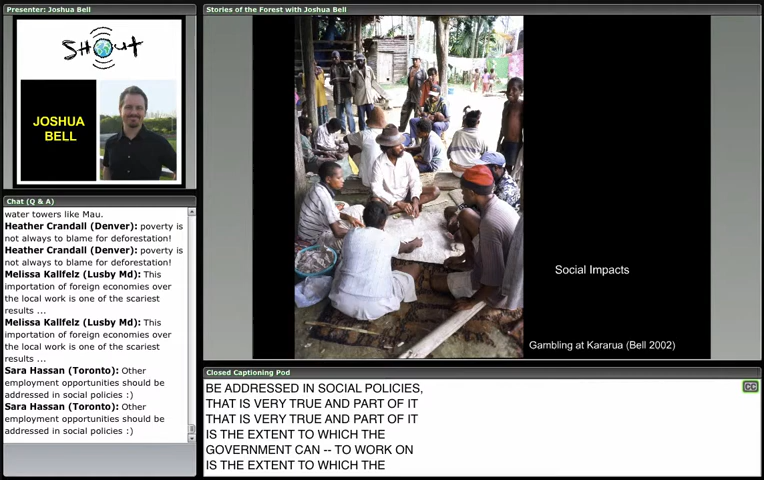 Presenter: Joshua Bell
Shout
JOSHUA
BELL
Chat (Q & A)
water towers like Mau.
Heather Crandall (Denver): poverty is
not always to blame for deforestation!
Heather Crandall (Denver): poverty
is not always to blame for deforestation!
Melissa Kallfelz (Lusby Md): This
importation of foreign economies over
the local work is one of the scariest
results ...
Melissa Kallfelz (Lusby Md): This
importation of foreign economies over
the local work is one of the scariest
results ...
Sara Hassan (Toronto): Other
employment opportunities should be
addressed in social policies :)
Sara Hassan (Toronto): Other
employment opportunities should be
addressed in social policies :)
Stories of the Forest with Joshua Bell
Social Impacts
Gambling at Kararua (Bell 2002)
Closed Captioning Pod
CC
BE ADDRESSED IN SOCIAL POLICIES,
THAT IS VERY TRUE AND PART OF IT
THAT IS VERY TRUE AND PART OF IT
IS THE EXTENT TO WHICH THE
GOVERNMENT CAN -- TO WORK ON
IS THE EXTENT TO WHICH THE